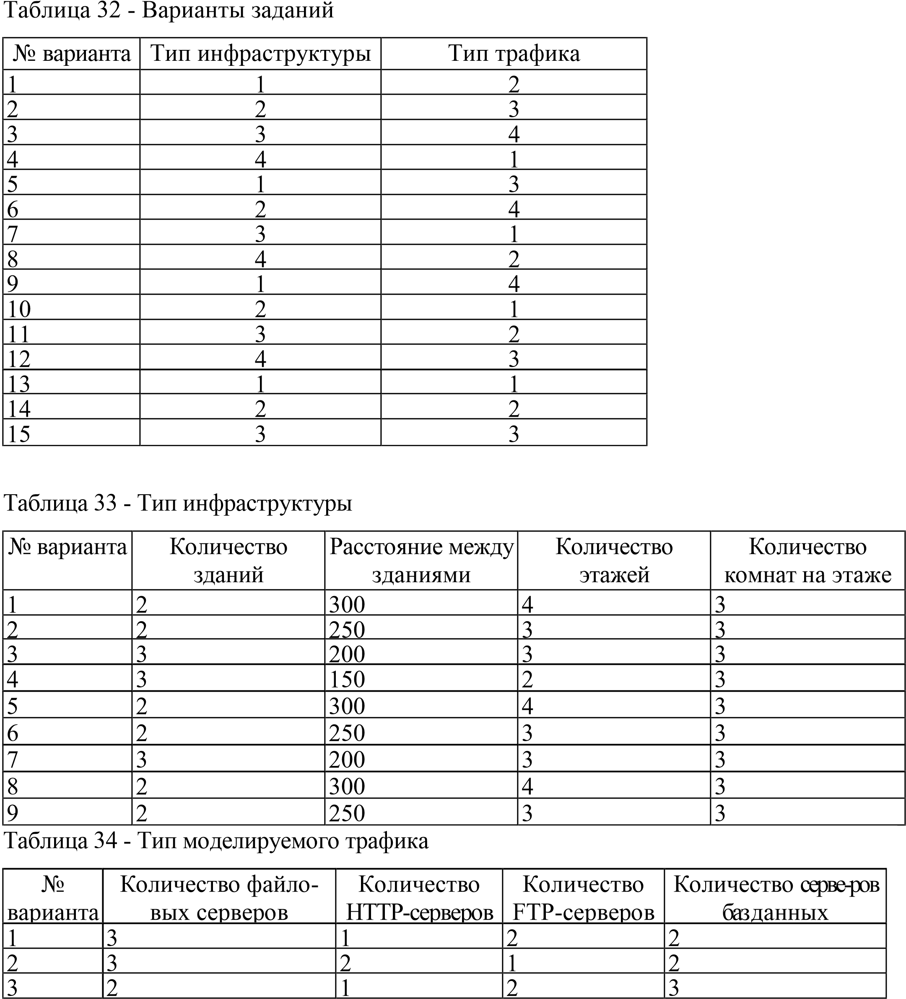 Таблица 32 - Варианты заданий
№ варианта Тип инфраструктуры Тип трафика
1 1 2
2 2 3
3 3 4
4 4 1
5 1 3
6 2 4
7 3 1
8 4 2
9 1 4
10 2 1
11 3 2
12 4 3
13 1 1
14 2 2
15 3 3
Таблица 33 - Тип инфраструктуры
№ варианта Количество Расстояние между Количество Количество
зданий зданиями этажей комнат на этаже
1 2 300 4 3
2 2 250 3 3
3 3 200 3 3
4 3 150 2 3
5 2 300 4 3
6 2 250 3 3
7 3 200 3 3
8 2 300 4 3
9 2 250 3 3
Таблица 34 - Тип моделируемого трафика
№ Количество файло- Количество Количество Количество серве-ров
варианта вых серверов HTTP-серверов FTP-серверов баз данных
1 3 1 2 2
2 3 2 1 2
3 2 1 2 3